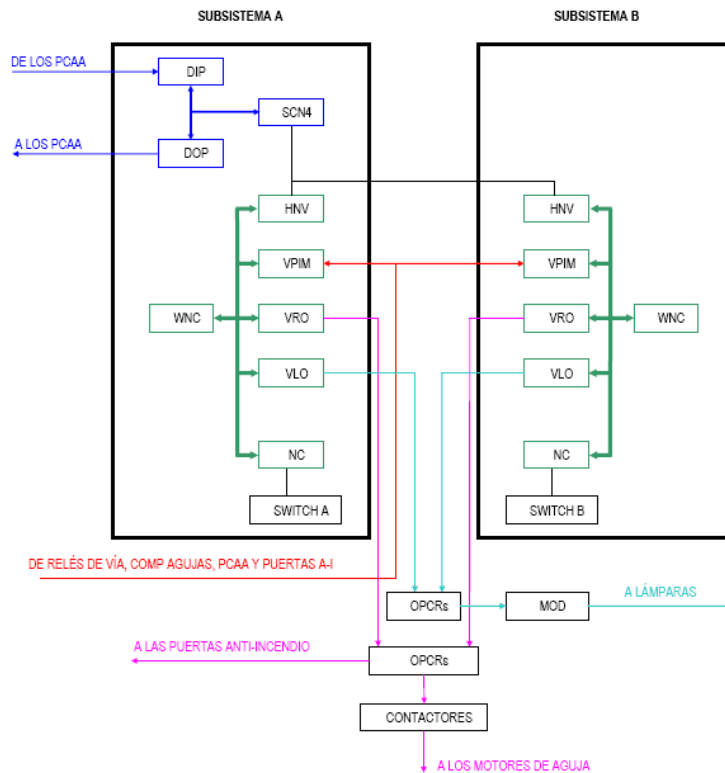 SUBSISTEMA A
SUBSISTEMA B
DE LOS PCAA
DIP
SCN4
A LOS PCAA
DOP
HNV
HNV
VPIM
VPIM
WNC
VRO
VRO
WNC
VLO
VLO
NC
NC
SWITCH A
SWITCH B
DE RELÉS DE VÍA, COMP AGUJAS, PCAA Y PUERTAS A-I
OPCRs
MOD
A LÁMPARAS
A LAS PUERTAS ANTI-INCENDIO
OPCRs
CONTACTORES
A LOS MOTORES DE AGUJA